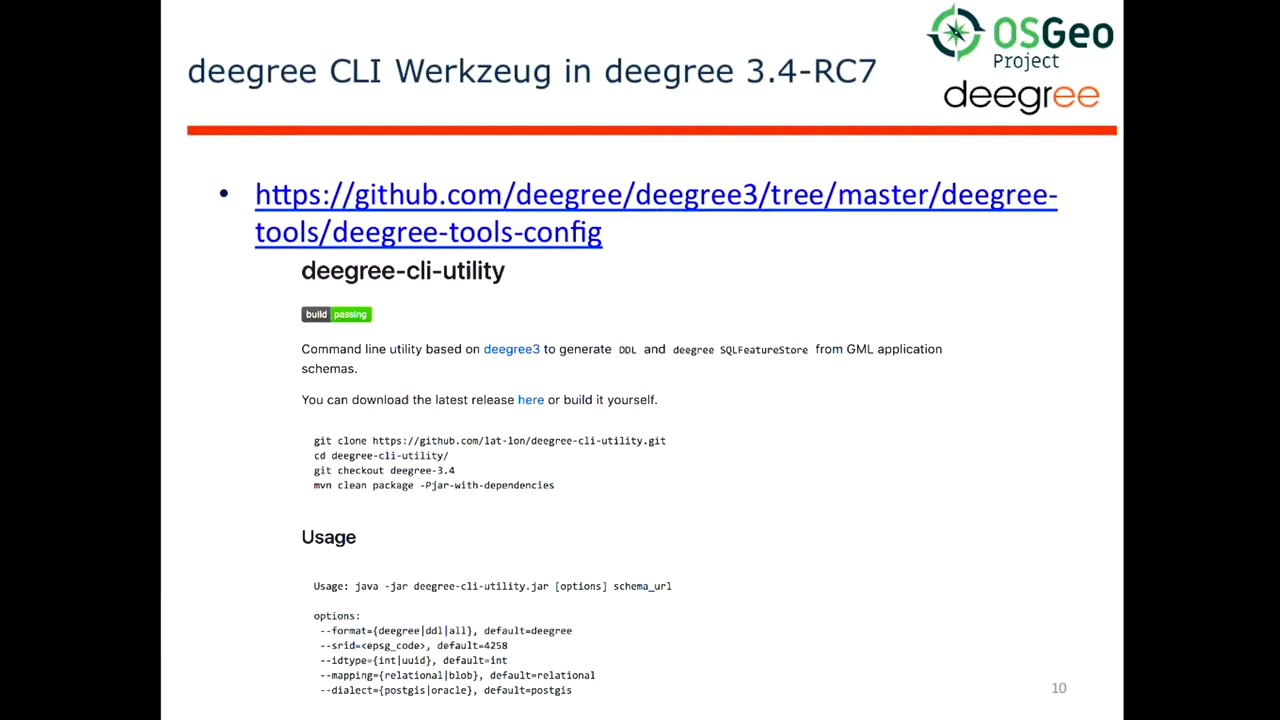 deegree CLI Werkzeug in deegree 3.4-RC7
OSGeo
Project
deegree
• https://github.com/deegree/deegree3/tree/master/deegree-
tools/deegree-tools-config
deegree-cli-utility
build passing
Command line utility based on deegree3 to generate DDL and deegree SQLFeatureStore from GML application
schemas.
You can download the latest release here or build it yourself.
git clone https://github.com/lat-lon/deegree-cli-utility.git
cd deegree-cli-utility/
git checkout deegree-3.4
mvn clean package -Pjar-with-dependencies
Usage
Usage: java -jar deegree-cli-utility.jar [options] schema_url
options:
--format={deegree|ddl|all}, default=deegree
--srid=<epsg_code>, default=4258
--idtype={int|uuid}, default=int
--mapping={relational|blob}, default=relational
--dialect={postgis|oracle}, default=postgis
10